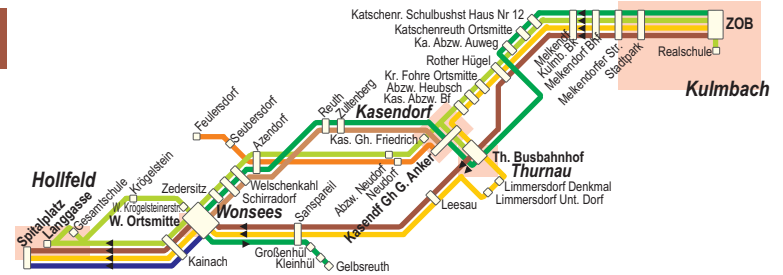 Katschenr. Schulbushst Haus Nr 12
Katschenreuth Ortsmitte
Ka. Abzw. Auweg
Rother Hügel
Kr. Fohre Ortsmitte
Abzw. Heubsch
Kas. Abzw. Bf
Melkendf
Kulmb. Bk
Melkendorf Bhf
Melkendorfer Str.
Stadtpark
ZOB
Realschule
Kulmbach
Feulersdorf
Seubersdorf
Azendorf
Reuth
Zultenberg
Kasendorf
Kas. Gh. Friedrich
Abzw. Neudorf
Neudorf
Kasendf Gh G. Anker
Th. Busbahnhof
Thurnau
Limmersdorf Denkmal
Limmersdorf Unt. Dorf
Leesau
Hollfeld
Spitalplatz
Langgasse
Gesamtschule
Krögelstein
Zedersitz
W. Krögelsteinerstr.
W. Ortsmitte
Wonsees
Welschenkahl
Schirradorf
Sanspareil
Kainach
Großenhül
Kleinhül
Gelbsreuth